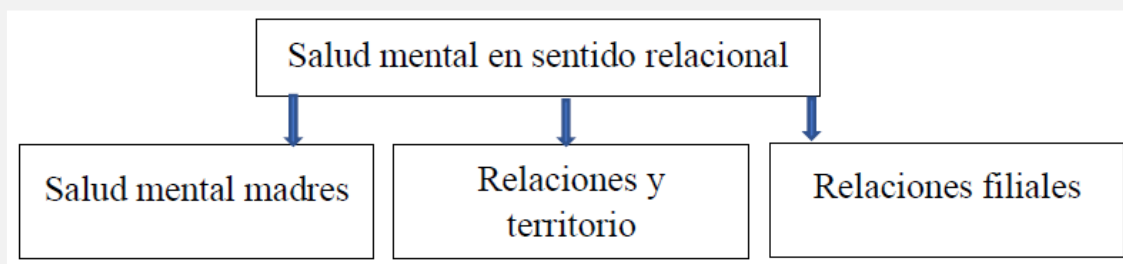 Salud mental en sentido relacional
Salud mental madres
Relaciones y
territorio
Relaciones filiales